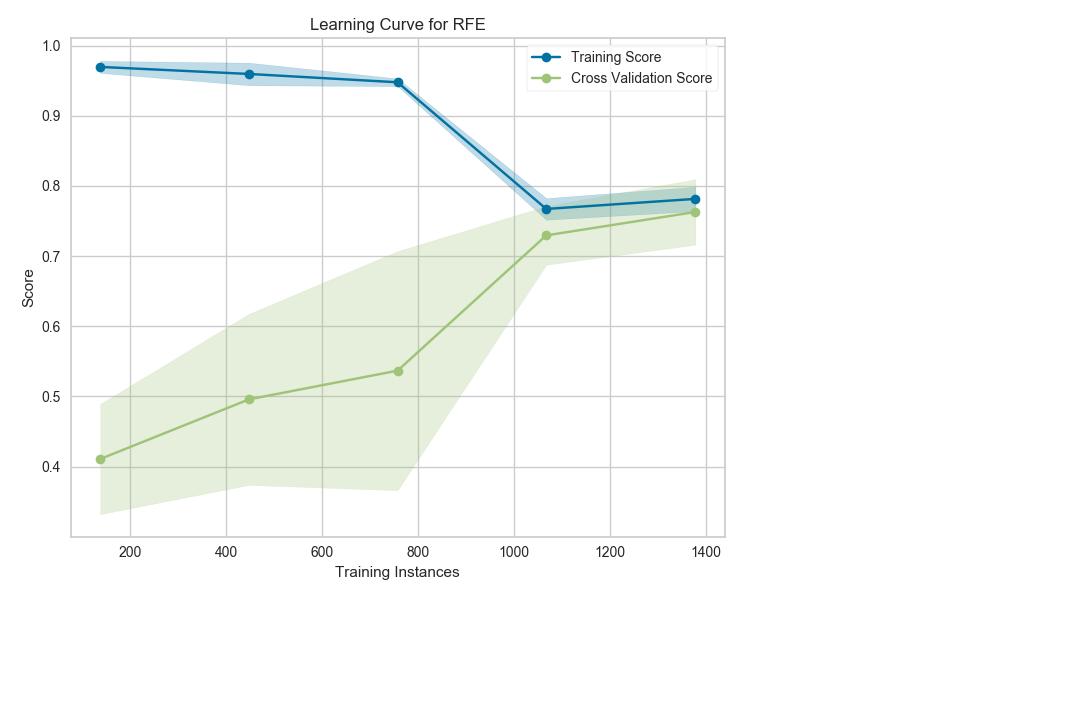 Learning Curve for RFE
1.0
0.9
0.8
0.7
0.6
0.5
0.4
Score
Training Score
Cross Validation Score
200 400 600 800 1000 1200 1400
Training Instances